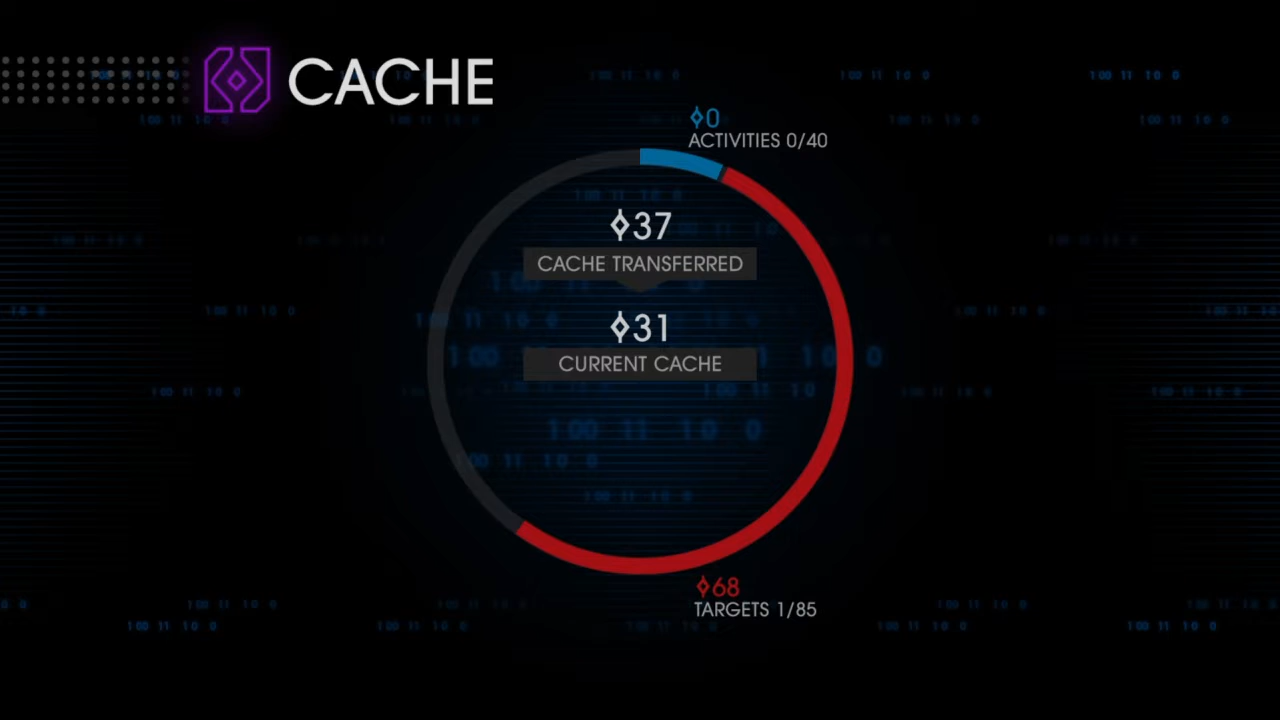 CACHE
0
ACTIVITIES 0/40
37
CACHE TRANSFERRED
31
CURRENT CACHE
68
TARGETS 1/85